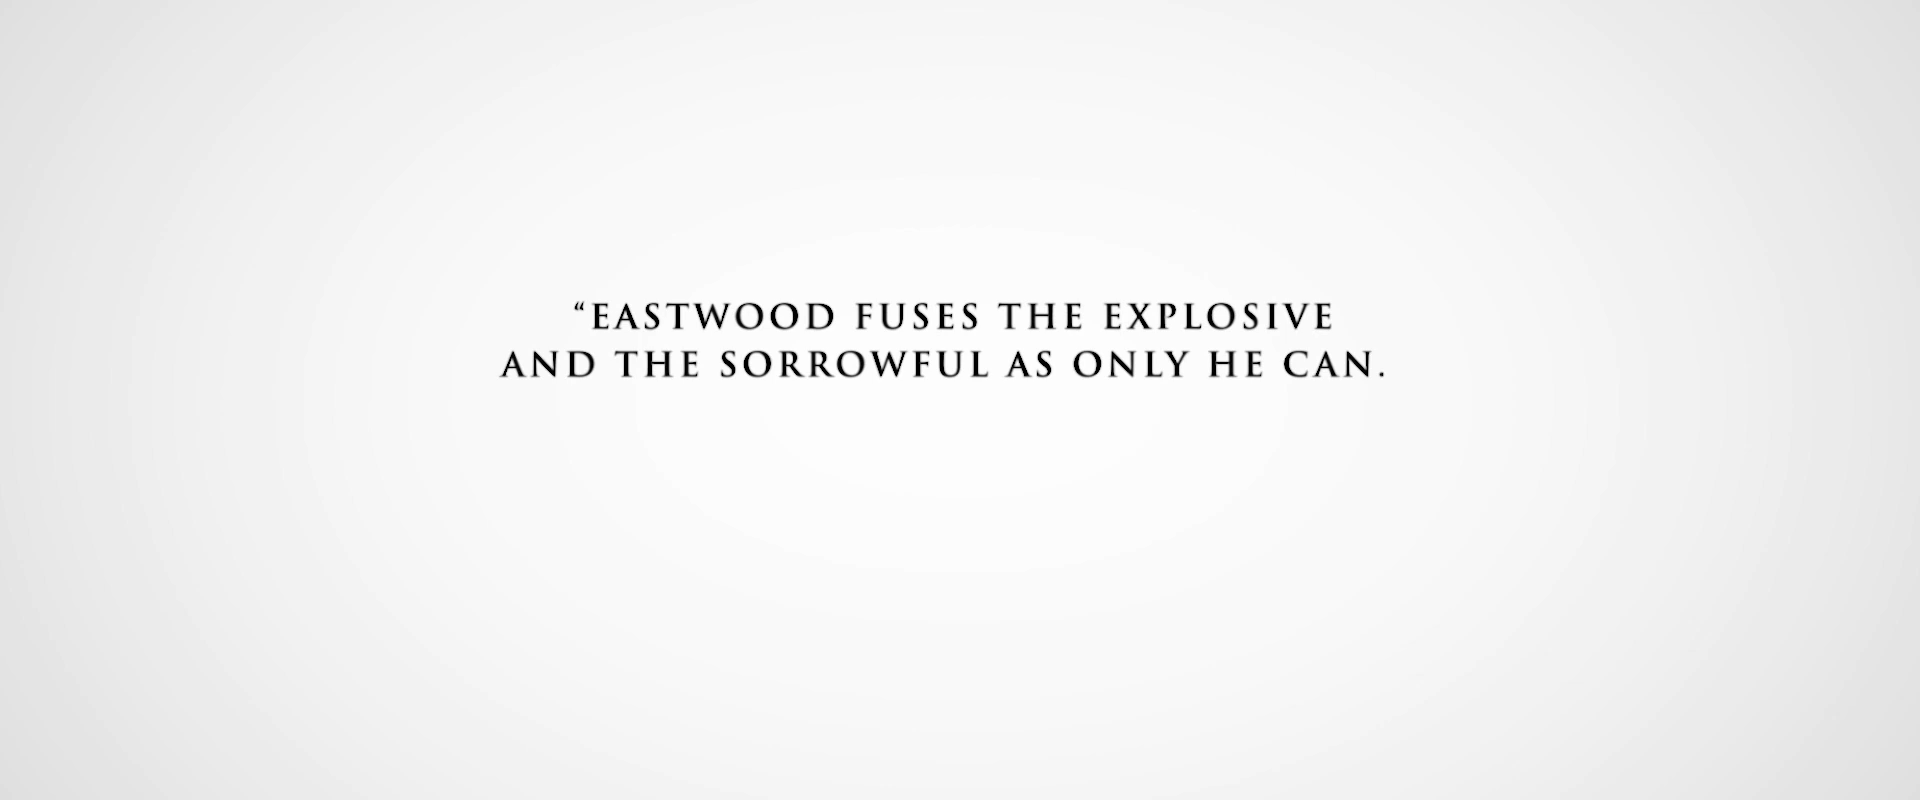 “EASTWOOD FUSES THE EXPLOSIVE
AND THE SORROWFUL AS ONLY HE CAN.